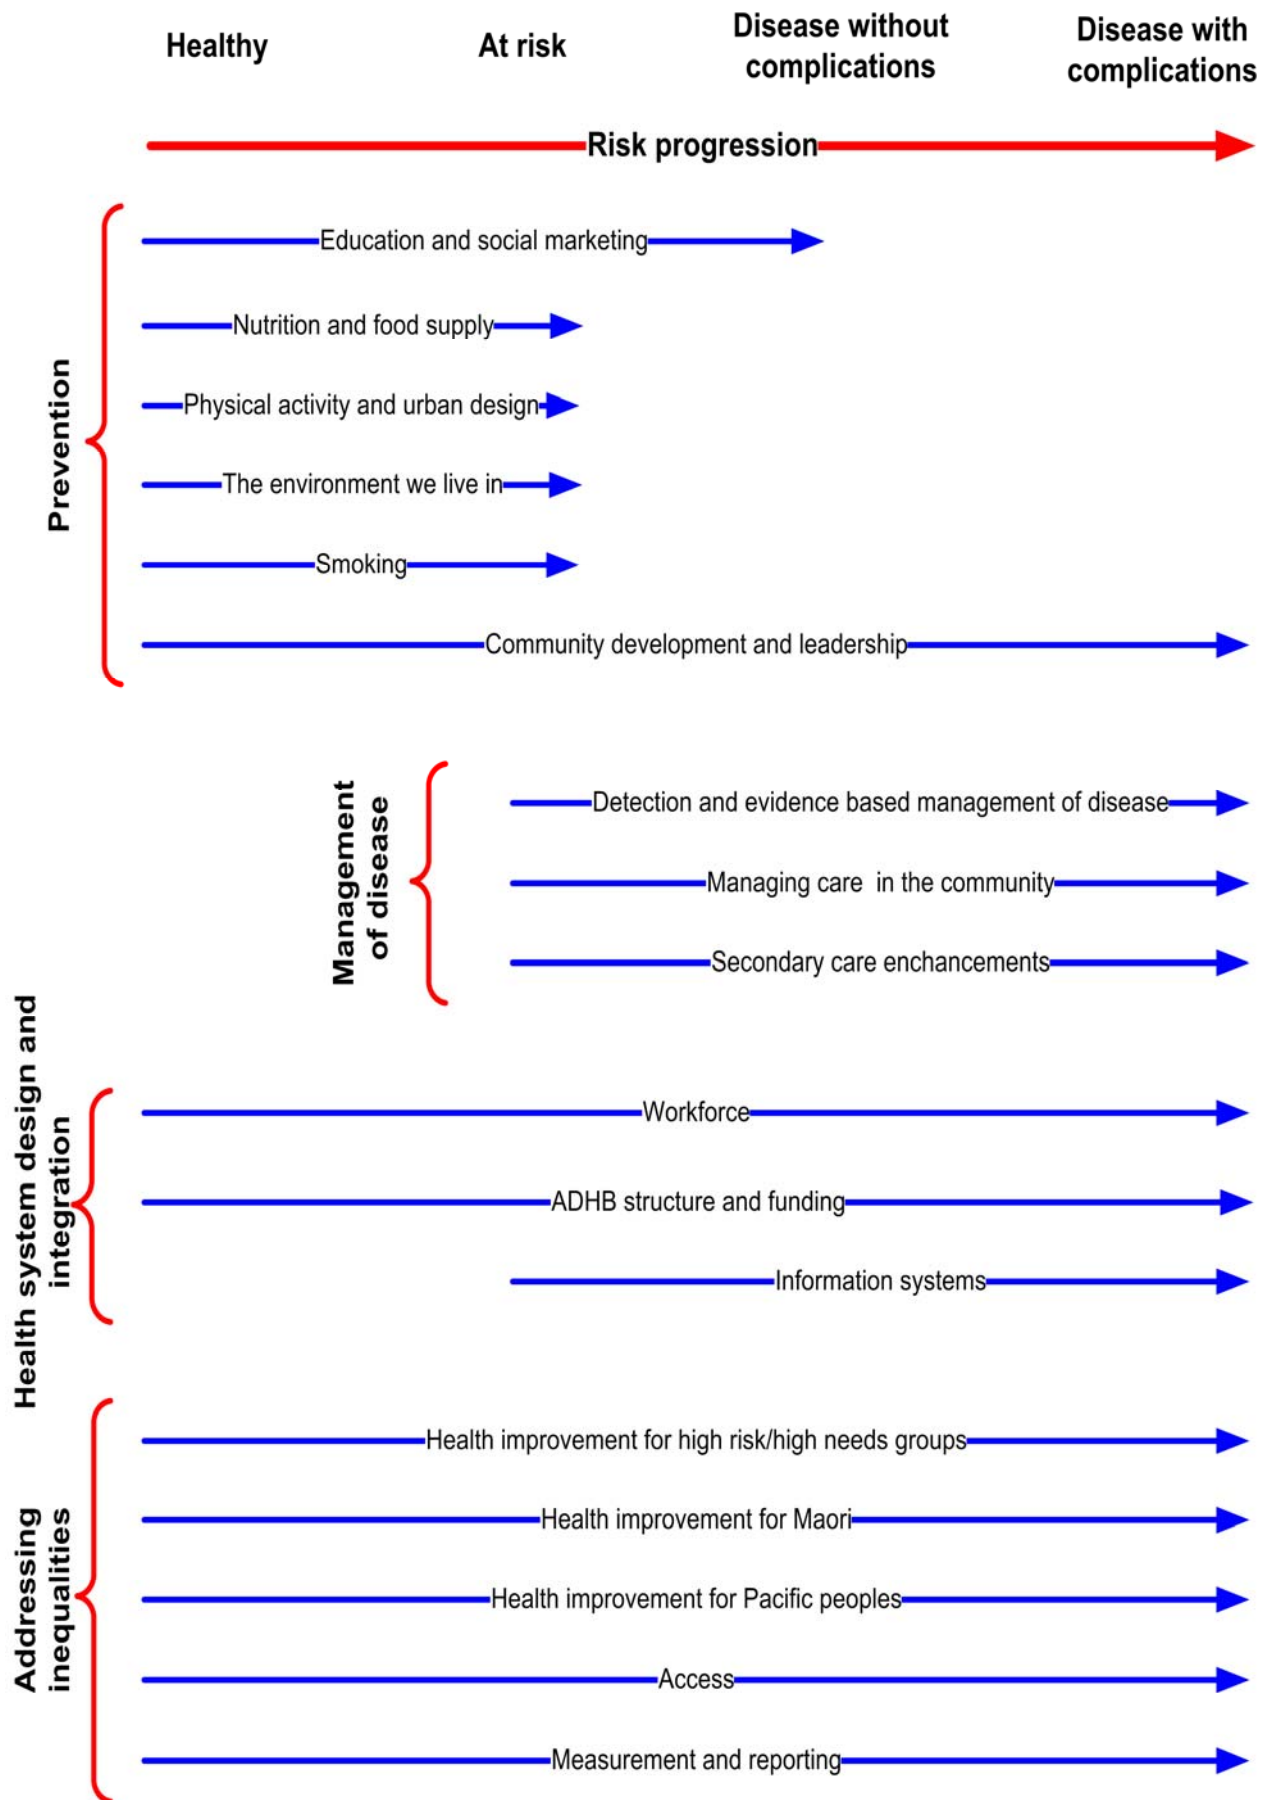 Healthy
At risk
Disease without
complications
Disease with
complications
Risk progression
Prevention
Education and social marketing
Nutrition and food supply
Physical activity and urban design
The environment we live in
Smoking
Community development and leadership
Management
of disease
Detection and evidence based management of disease
Managing care in the community
Secondary care enchancements
Health system design and
integration
Workforce
ADHB structure and funding
Information systems
Addressing
inequalities
Health improvement for high risk/high needs groups
Health improvement for Maori
Health improvement for Pacific peoples
Access
Measurement and reporting